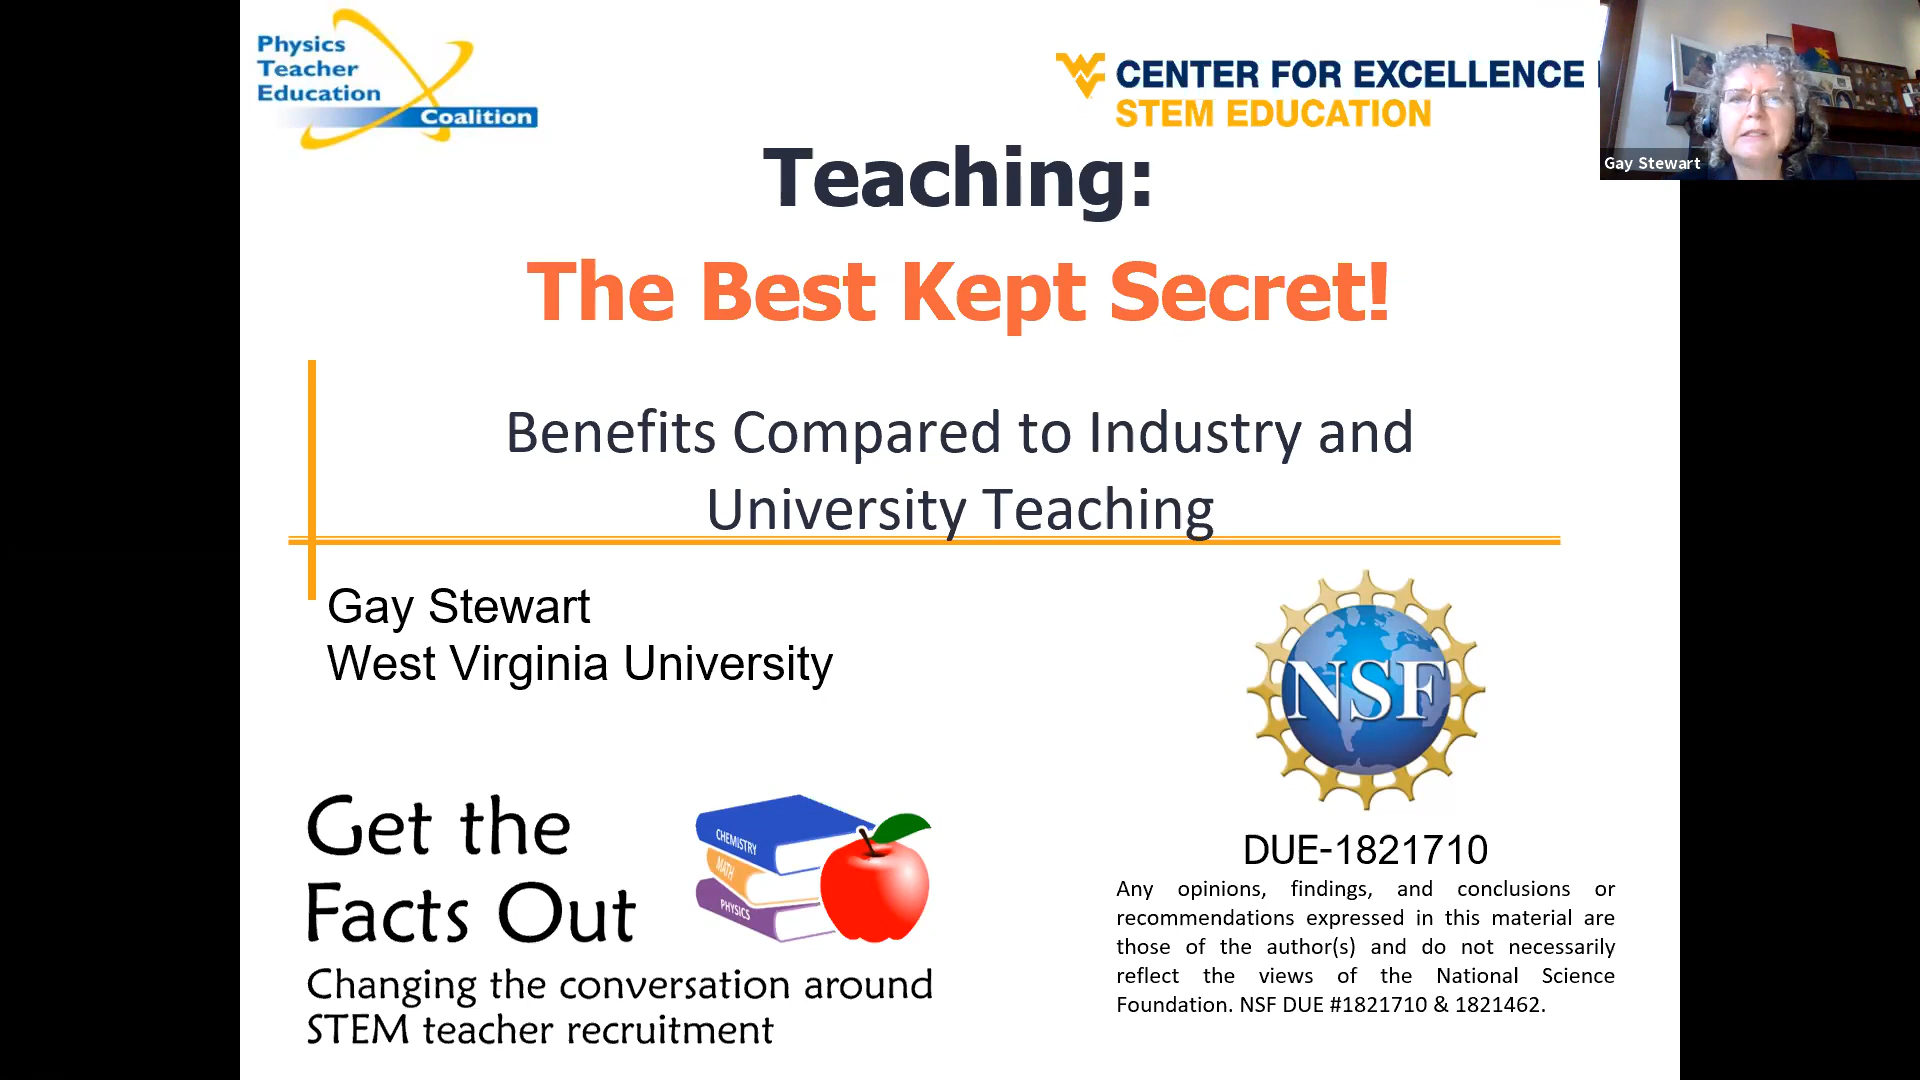 Physics
Teacher
Education
Coalition
WV CENTER FOR EXCELLENCE
STEM EDUCATION
Gay Stewart
Teaching:
The Best Kept Secret!
Benefits Compared to Industry and
University Teaching
Gay Stewart
West Virginia University
NSF
Get the
Facts Out
CHEMISTRY
MATH
PHYSICS
Changing the conversation around
STEM teacher recruitment
DUE-1821710
Any opinions, findings, and conclusions or
recommendations expressed in this material are
those of the author(s) and do not necessarily
reflect the views of the National Science
Foundation. NSF DUE #1821710 & 1821462.